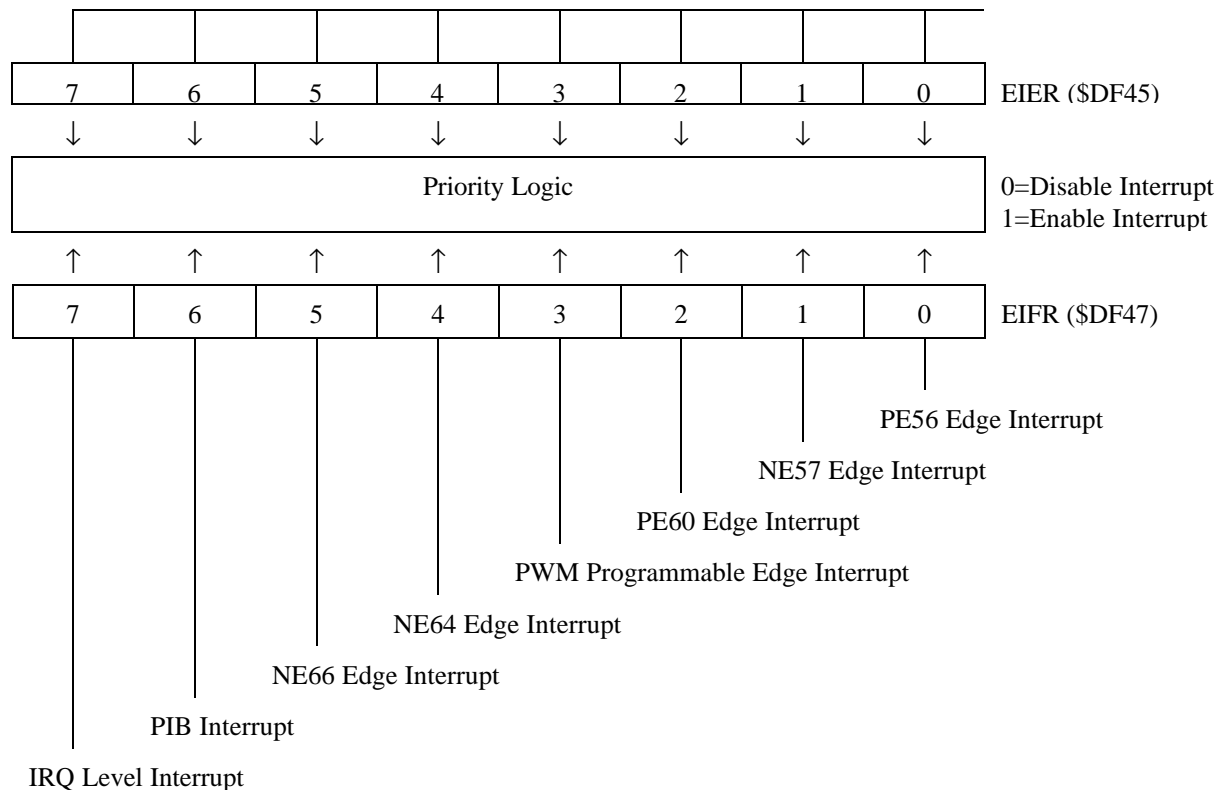 7 6 5 4 3 2 1 0 EIER ($DF45)
↓ ↓ ↓ ↓ ↓ ↓ ↓ ↓
Priority Logic 0=Disable Interrupt
1=Enable Interrupt
↑ ↑ ↑ ↑ ↑ ↑ ↑ ↑
7 6 5 4 3 2 1 0 EIFR ($DF47)
PE56 Edge Interrupt
NE57 Edge Interrupt
PE60 Edge Interrupt
PWM Programmable Edge Interrupt
NE64 Edge Interrupt
NE66 Edge Interrupt
PIB Interrupt
IRQ Level Interrupt